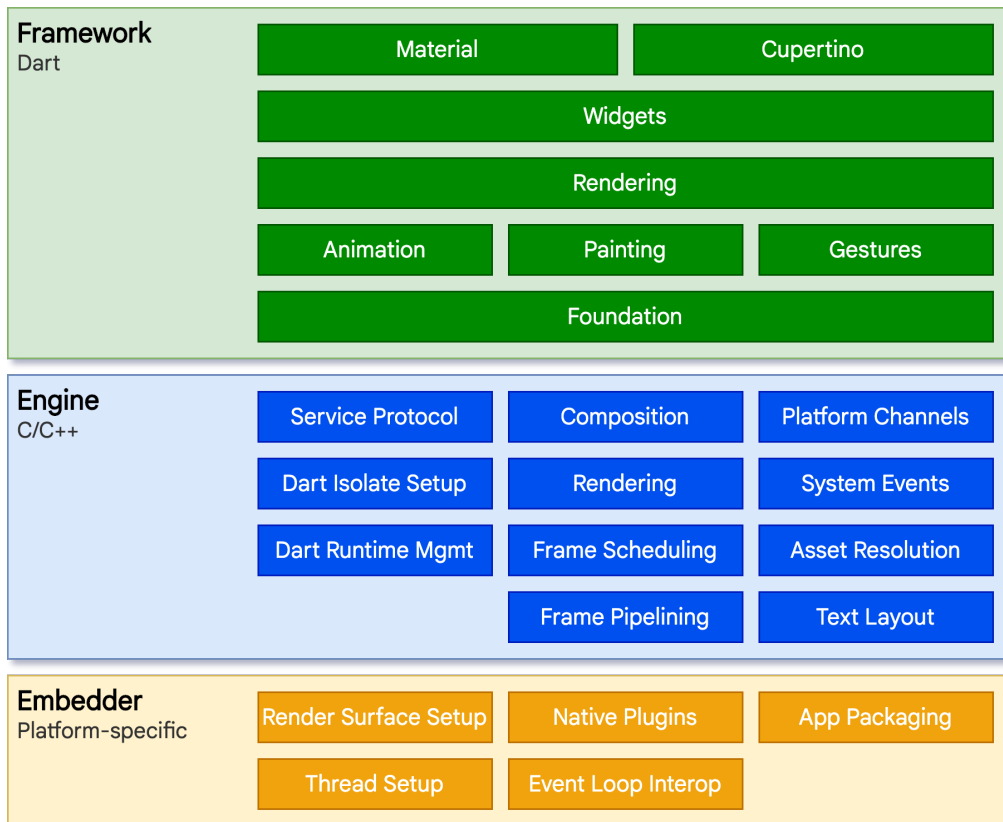 Framework
Dart
Material
Cupertino
Widgets
Rendering
Animation
Painting
Gestures
Foundation
Engine
C/C++
Service Protocol
Composition
Platform Channels
Dart Isolate Setup
Rendering
System Events
Dart Runtime Mgmt
Frame Scheduling
Asset Resolution
Frame Pipelining
Text Layout
Embedder
Platform-specific
Render Surface Setup
Native Plugins
App Packaging
Thread Setup
Event Loop Interop